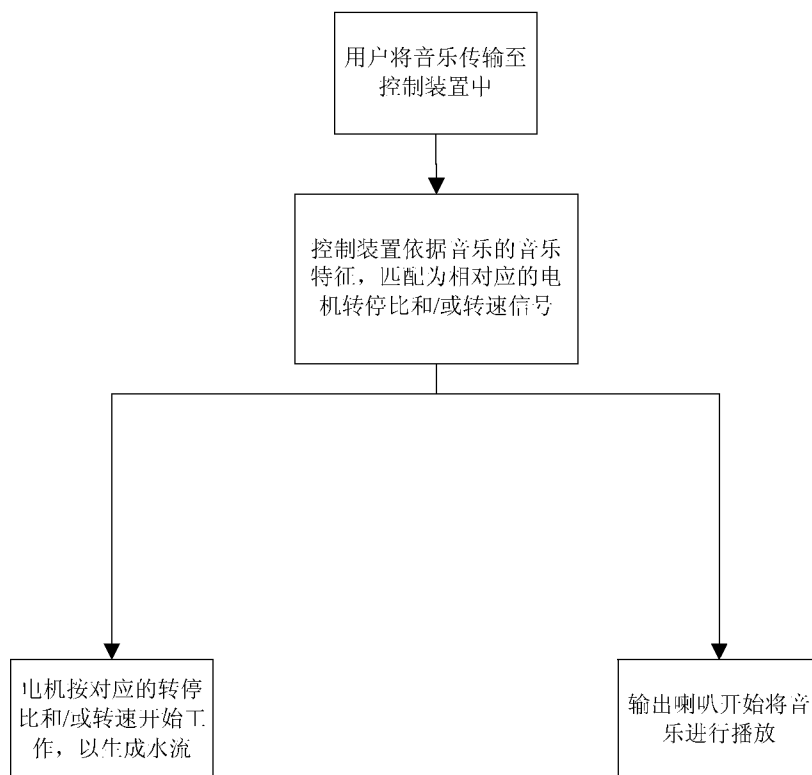 用户将音乐传输至
控制装置中
控制装置依据音乐的音乐
特征，匹配为相对应的电
机转停比和/或转速信号
电机按对应的转停
比和/或转速开始工
作，以生成水流
输出喇叭开始将音
乐进行播放